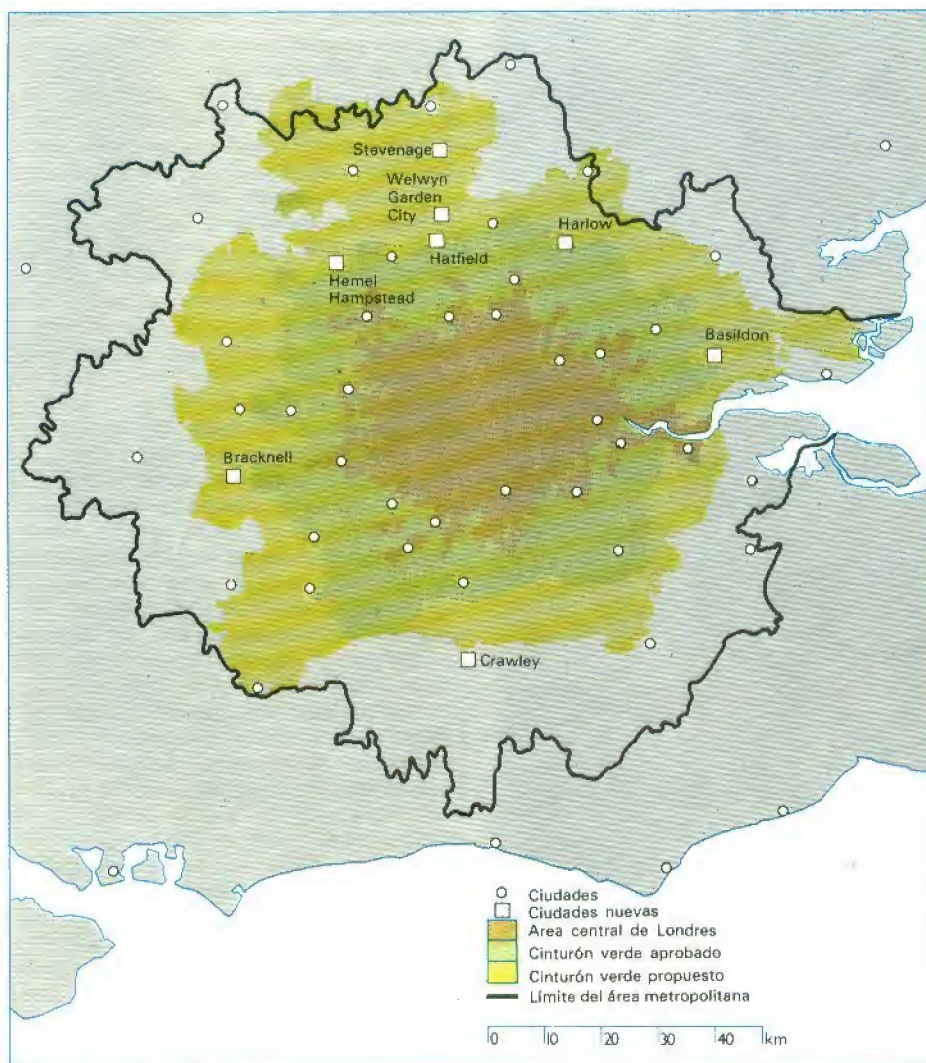 Stevenage
Welwyn
Garden
City
Hatfield
Harlow
Hemel
Hampstead
Basildon
Bracknell
Crawley
Ciudades
Ciudades nuevas
Area central de Londres
Cinturón verde aprobado
Cinturón verde propuesto
Límite del área metropolitana
0 10 20 30 40 km